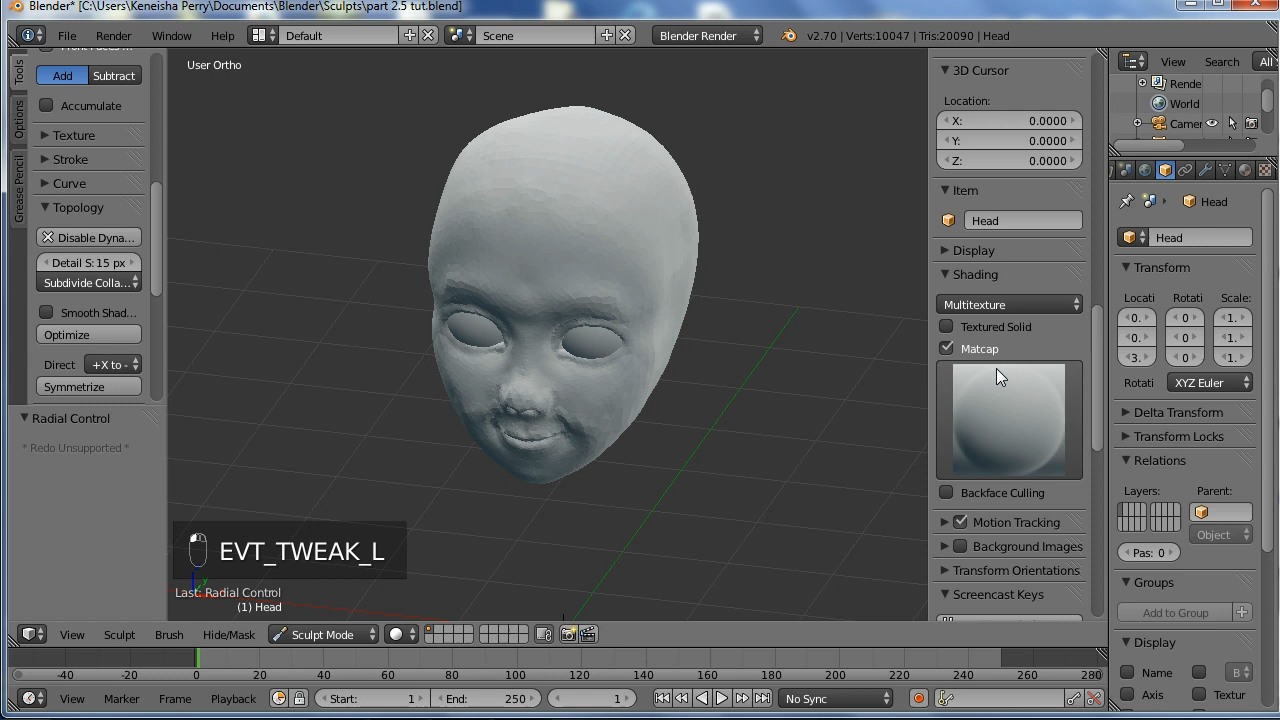 Blender* [C:\Users\Keneisha Perry\Documents\Blender\Sculpts\part 2.5 tut.blend]
File Render Window Help Default Scene Blender Render v2.70 | Verts:10047 | Tris:20090 | Head
Tools
Options
Grease Pencil
Add Subtract
Accumulate
Texture
Stroke
Curve
Topology
Disable Dyna...
Detail S: 15 px
Subdivide Colla...
Smooth Shad...
Optimize
Direct +X to -
Symmetrize
Radial Control
* Redo Unsupported *
User Ortho
EVT_TWEAK_L
Last: Radial Control
(1) Head
3D Cursor
Location:
X: 0.0000
Y: 0.0000
Z: 0.0000
Item
Head
Display
Shading
Multitexture
Textured Solid
Matcap
Backface Culling
Motion Tracking
Background Images
Transform Orientations
Screencast Keys
View Search All
Rende
World
Camer
Head
Head
Transform
Locati Rotati Scale:
0. 0 1.
0. 0 1.
3. 0 1.
Rotati XYZ Euler
Delta Transform
Transform Locks
Relations
Layers: Parent:
Object
Pas: 0
Groups
Add to Group
Display
Name B
Axis Textur
View Sculpt Brush Hide/Mask Sculpt Mode
-40 -20 0 20 40 60 80 100 120 140 160 180 200 220 240 260 280
View Marker Frame Playback Start: 1 End: 250 1 No Sync